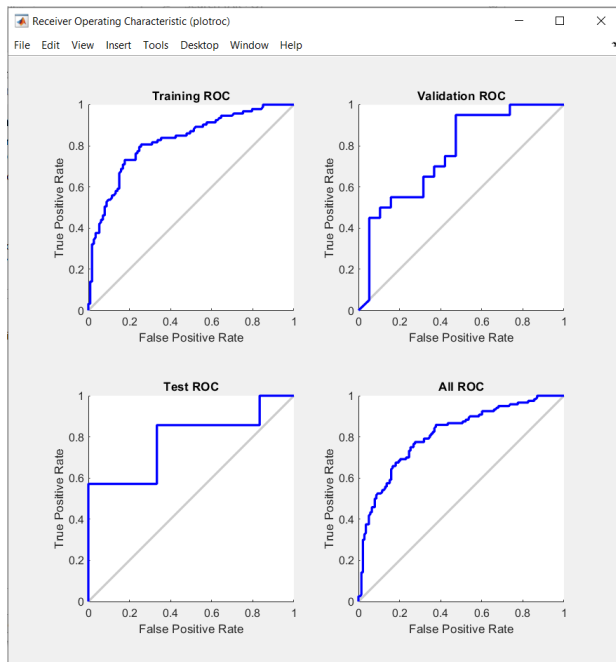 Receiver Operating Characteristic (plotroc)
File Edit View Insert Tools Desktop Window Help
Training ROC
True Positive Rate
1
0.8
0.6
0.4
0.2
0
0 0.2 0.4 0.6 0.8 1
False Positive Rate
Validation ROC
True Positive Rate
1
0.8
0.6
0.4
0.2
0
0 0.2 0.4 0.6 0.8 1
False Positive Rate
Test ROC
True Positive Rate
1
0.8
0.6
0.4
0.2
0
0 0.2 0.4 0.6 0.8 1
False Positive Rate
All ROC
True Positive Rate
1
0.8
0.6
0.4
0.2
0
0 0.2 0.4 0.6 0.8 1
False Positive Rate